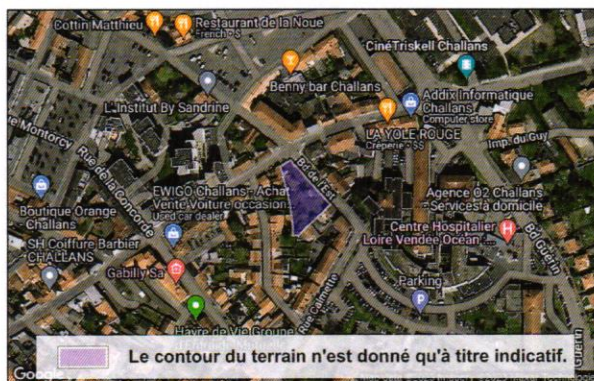 Cottin Matthieu
Restaurant de la Noue
French • $
CinéTriskell Challans
Benny bar Challans
L'Institut By Sandrine
Addix Informatique
Challans
Computer store
LA YOLE ROUGE
Crêperie • $$
Imp. du Guy
Rue de la Concorde
Bd de l'Est
EWIGO Challans - Achat
Vente Voiture occasion
Used car dealer
Agence O2 Challans
- Services à domicile
Boutique Orange
Challans
Centre Hospitalier
Loire Vendée Océan
Bd Guérin
SH Coiffure Barbier
CHALLANS
Gabilly Sa
Rue Calmette
Parking
Havre de Vie Groupe
Guérin
Le contour du terrain n'est donné qu'à titre indicatif.
Google